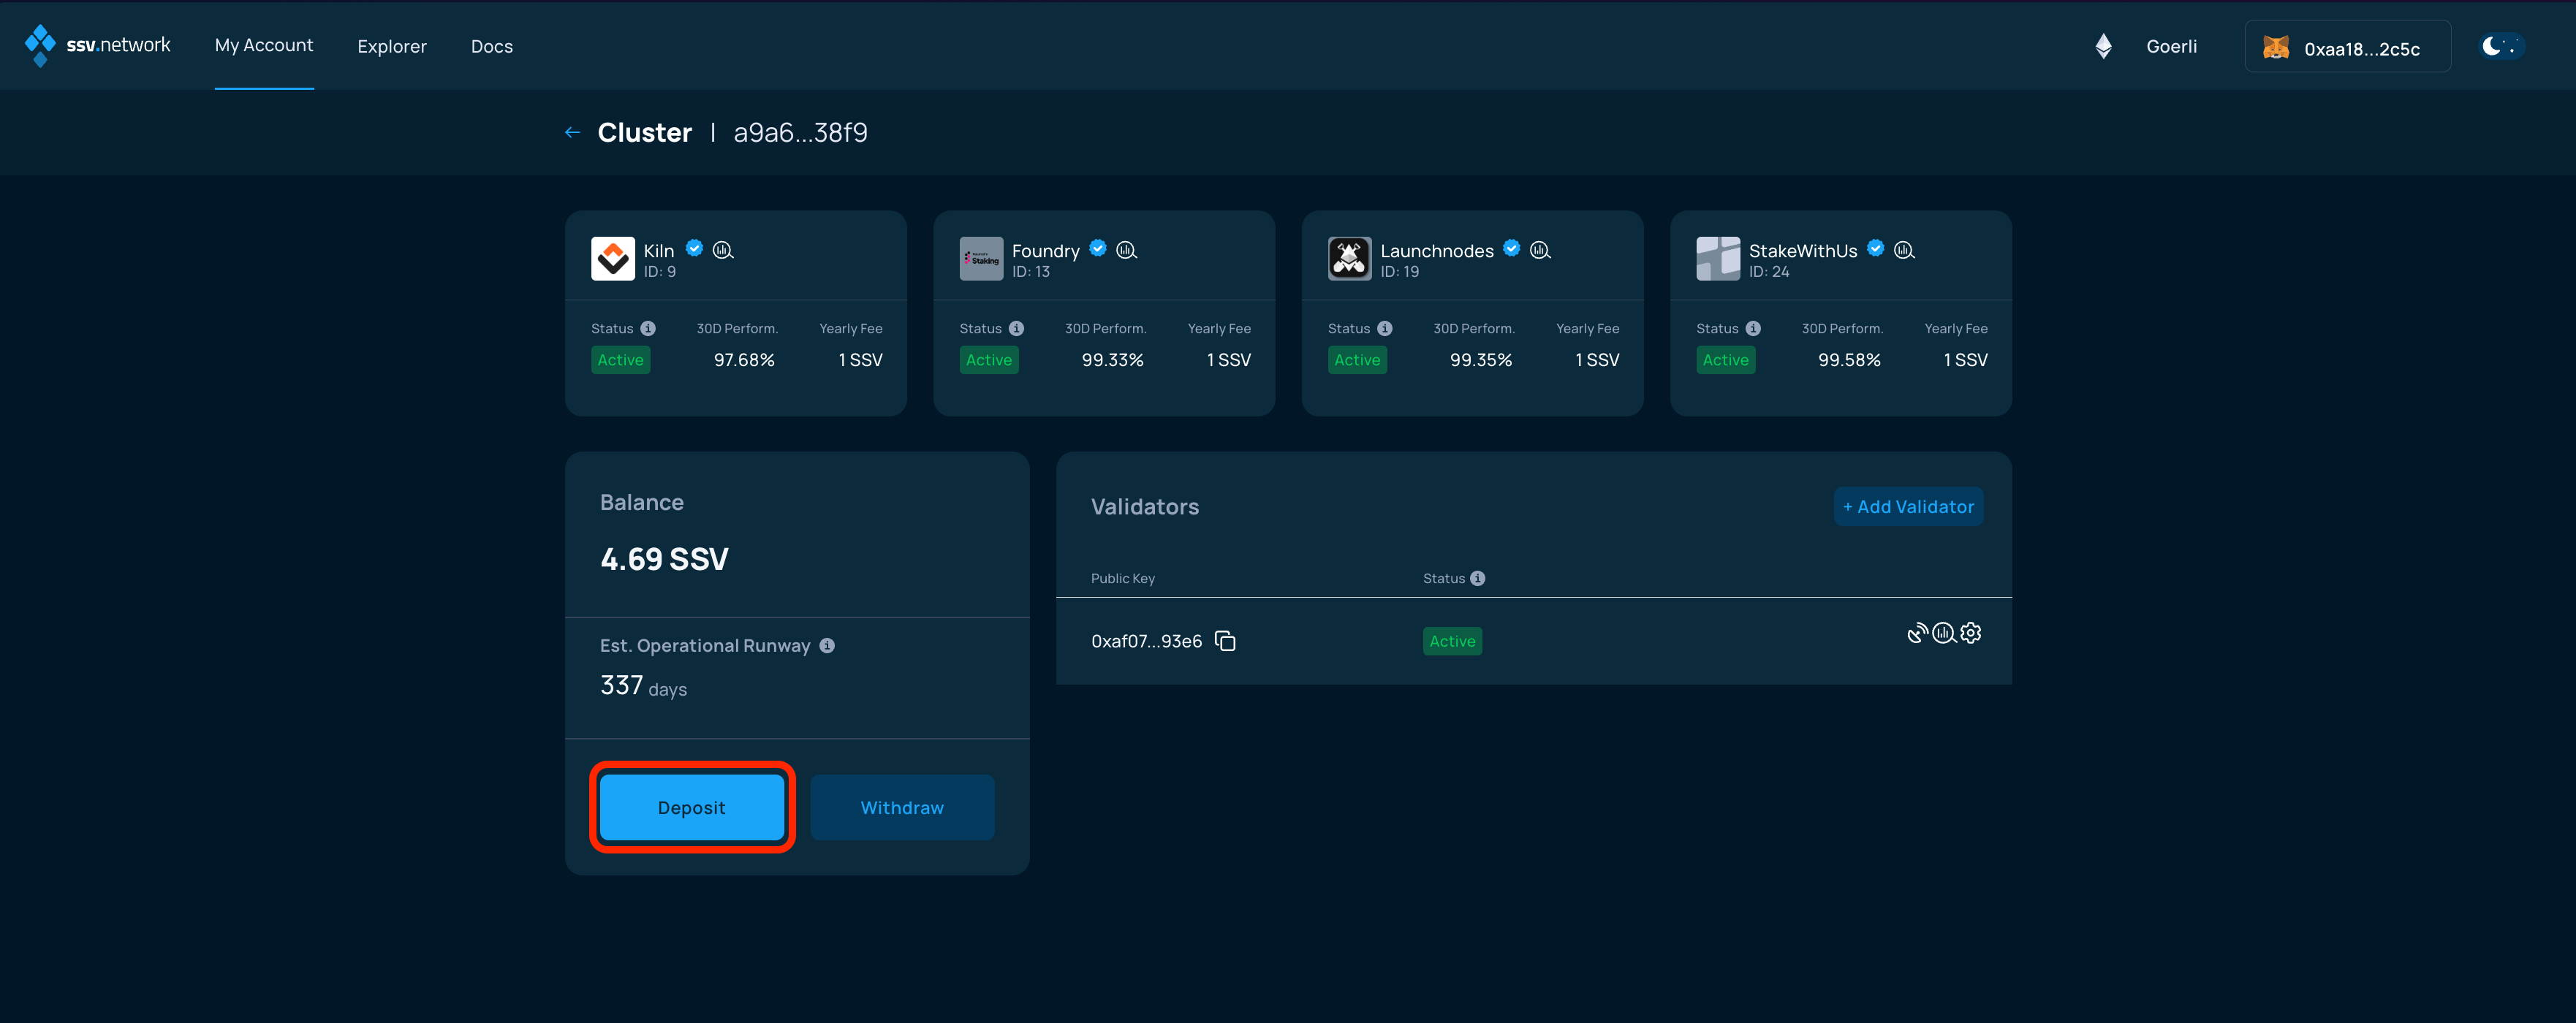 ssv.network
My Account
Explorer
Docs
Goerli
0xaa18...2c5c
Cluster | a9a6...38f9
Kiln
ID: 9
Status
30D Perform.
Yearly Fee
Active
97.68%
1 SSV
Staking
Foundry
ID: 13
Status
30D Perform.
Yearly Fee
Active
99.33%
1 SSV
Launchnodes
ID: 19
Status
30D Perform.
Yearly Fee
Active
99.35%
1 SSV
StakeWithUs
ID: 24
Status
30D Perform.
Yearly Fee
Active
99.58%
1 SSV
Balance
4.69 SSV
Est. Operational Runway
337 days
Deposit
Withdraw
Validators
+ Add Validator
Public Key
Status
0xaf07...93e6
Active